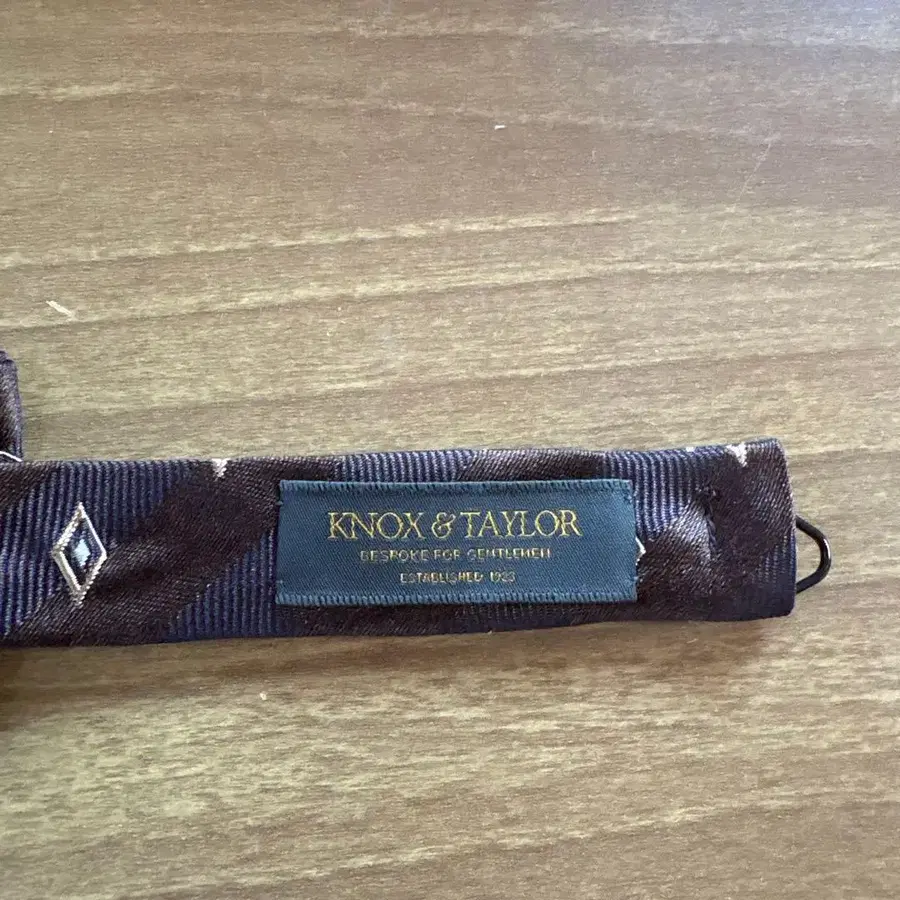 KNOX & TAYLOR
BESPOKE FOR GENTLEMEN
ESTABLISHED 1923